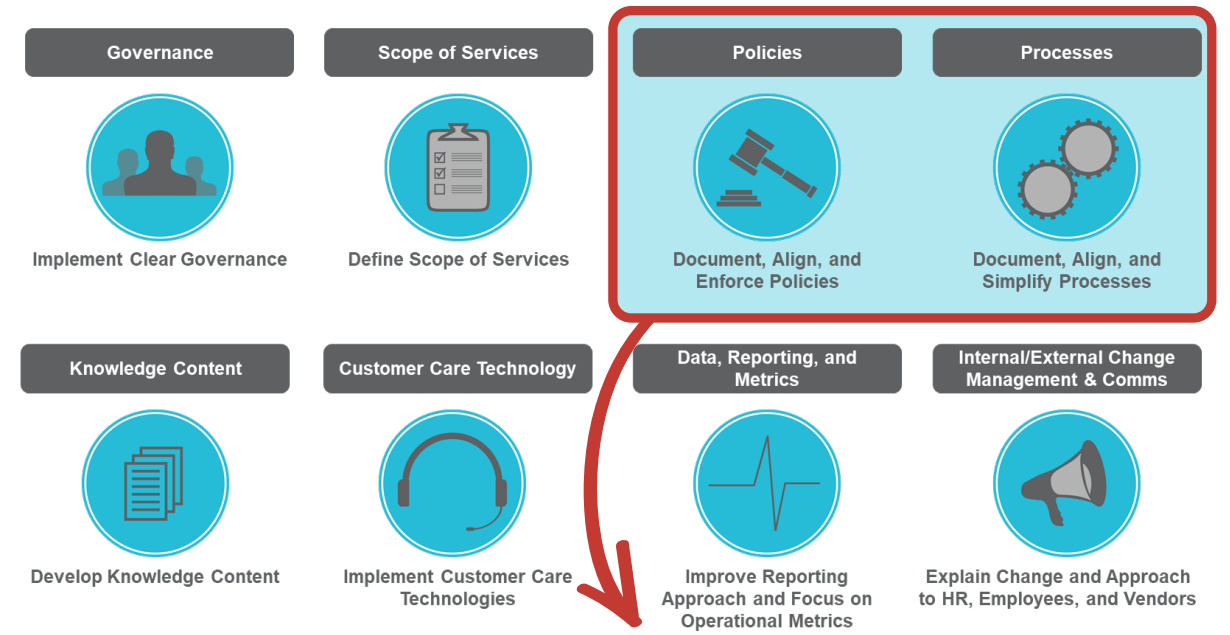 Governance
Scope of Services
Policies
Processes
Implement Clear Governance
Define Scope of Services
Document, Align, and
Enforce Policies
Document, Align, and
Simplify Processes
Knowledge Content
Customer Care Technology
Data, Reporting, and
Metrics
Internal/External Change
Management & Comms
Develop Knowledge Content
Implement Customer Care
Technologies
Improve Reporting
Approach and Focus on
Operational Metrics
Explain Change and Approach
to HR, Employees, and Vendors